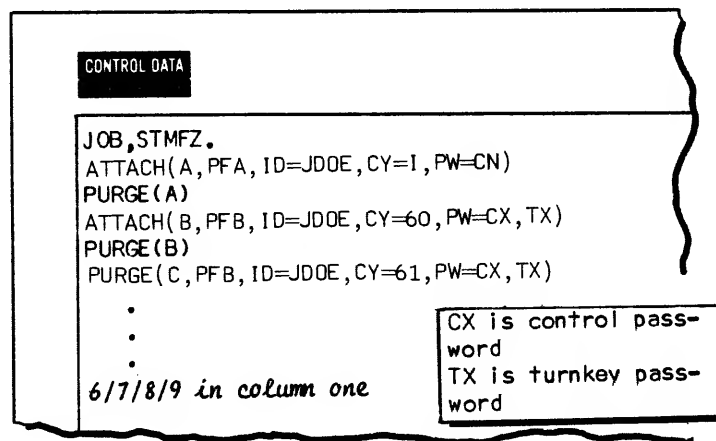 CONTROL DATA
JOB,STMFZ.
ATTACH(A,PFA,ID=JDOE,CY=I,PW=CN)
PURGE(A)
ATTACH(B,PFB,ID=JDOE,CY=60,PW=CX,TX)
PURGE(B)
PURGE(C,PFB,ID=JDOE,CY=61,PW=CX,TX)
.
.
.
6/7/8/9 in column one
CX is control pass-
word
TX is turnkey pass-
word